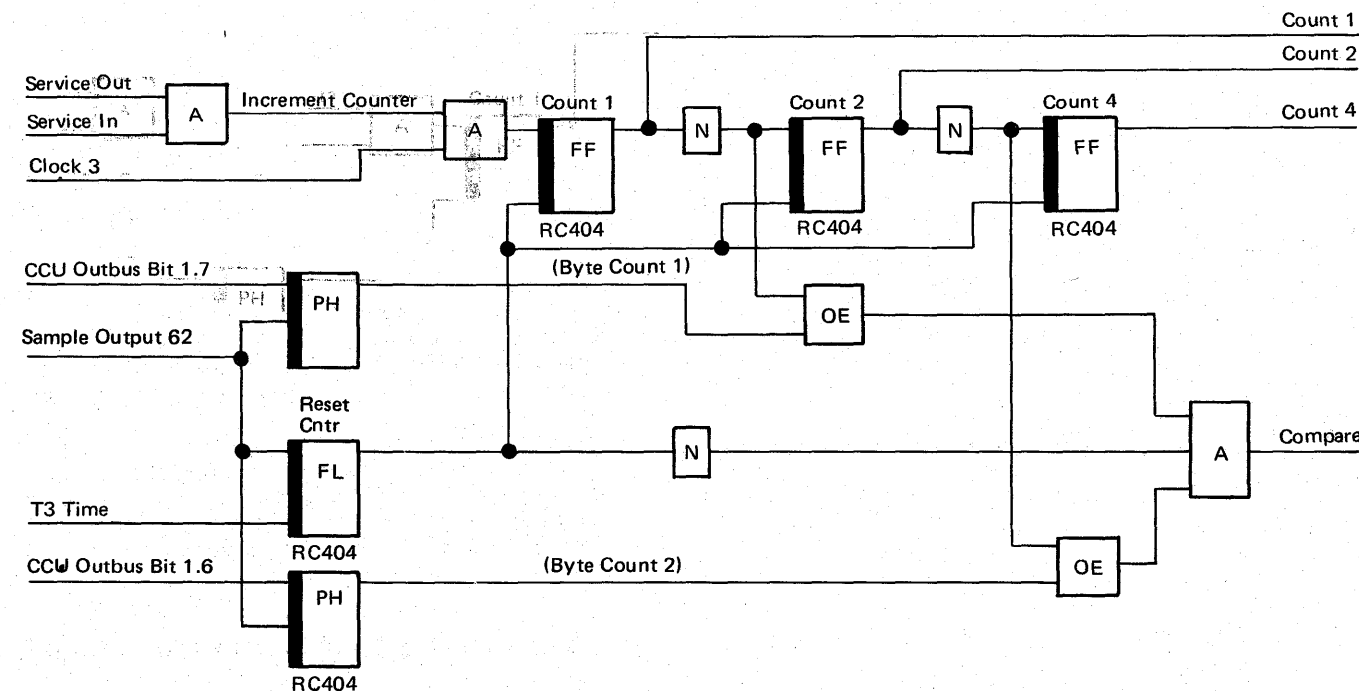 Count 1
Count 2
Service Out
Increment Counter
Count 1
Count 2
Count 4
Count 4
A
A
N
N
Service In
FF
FF
FF
Clock 3
RC404
RC404
RC404
CCU Outbus Bit 1.7
(Byte Count 1)
PH
PH
OE
Sample Output 62
Reset
Cntr
FL
N
A
Compare
T3 Time
RC404
CCU Outbus Bit 1.6
(Byte Count 2)
OE
PH
RC404